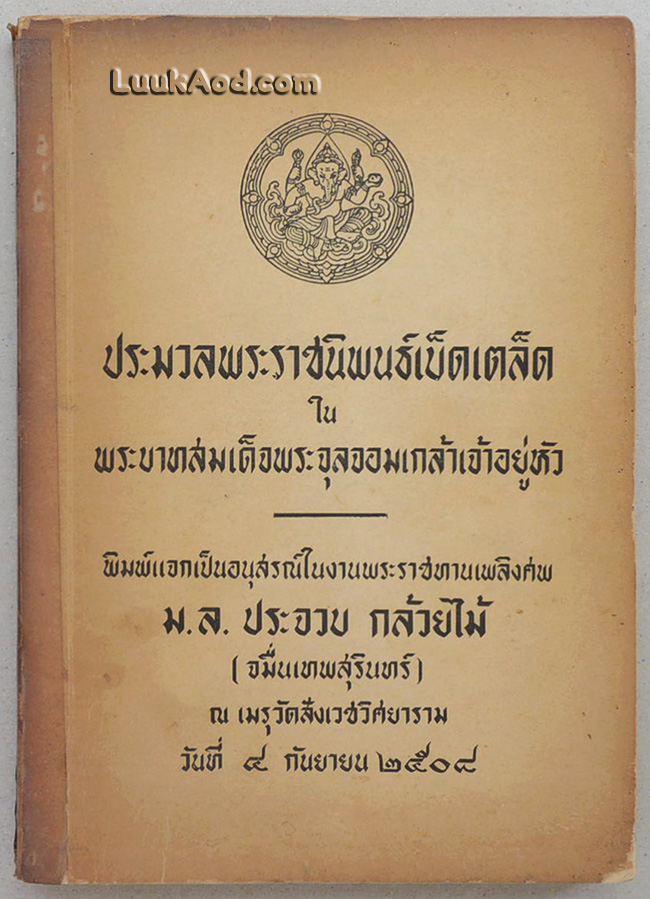 LuukAod.com
ประมวลพระราชนิพนธ์เบ็ดเตล็ด
ใน
พระบาทสมเด็จพระจุลจอมเกล้าเจ้าอยู่หัว
พิมพ์แจกเป็นอนุสรณ์ในงานพระราชทานเพลิงศพ
ม.ล. ประจวบ กล้วยไม้
(จมื่นเทพสุรินทร์)
ณ เมรุวัดสังเวชวิศยาราม
วันที่ ๔ กันยายน ๒๕๐๘